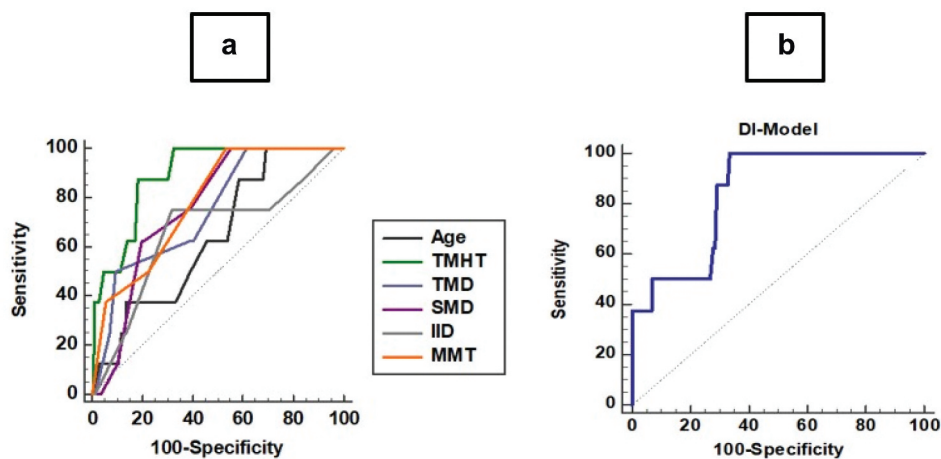 a
100
80
60
40
20
0
Sensitivity
0 20 40 60 80 100
100-Specificity
Age
TMHT
TMD
SMD
IID
MMT
b
DI-Model
100
80
60
40
20
0
Sensitivity
0 20 40 60 80 100
100-Specificity